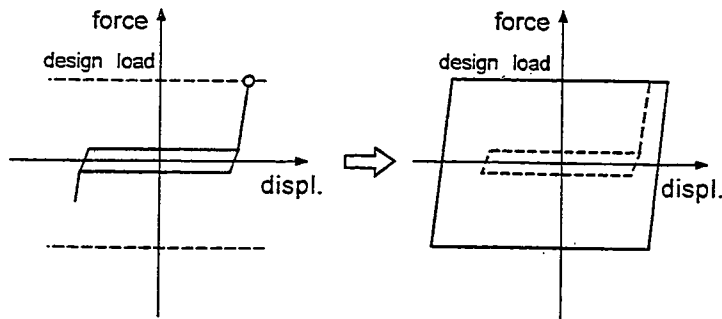 force
design load
displ.
force
design load
displ.